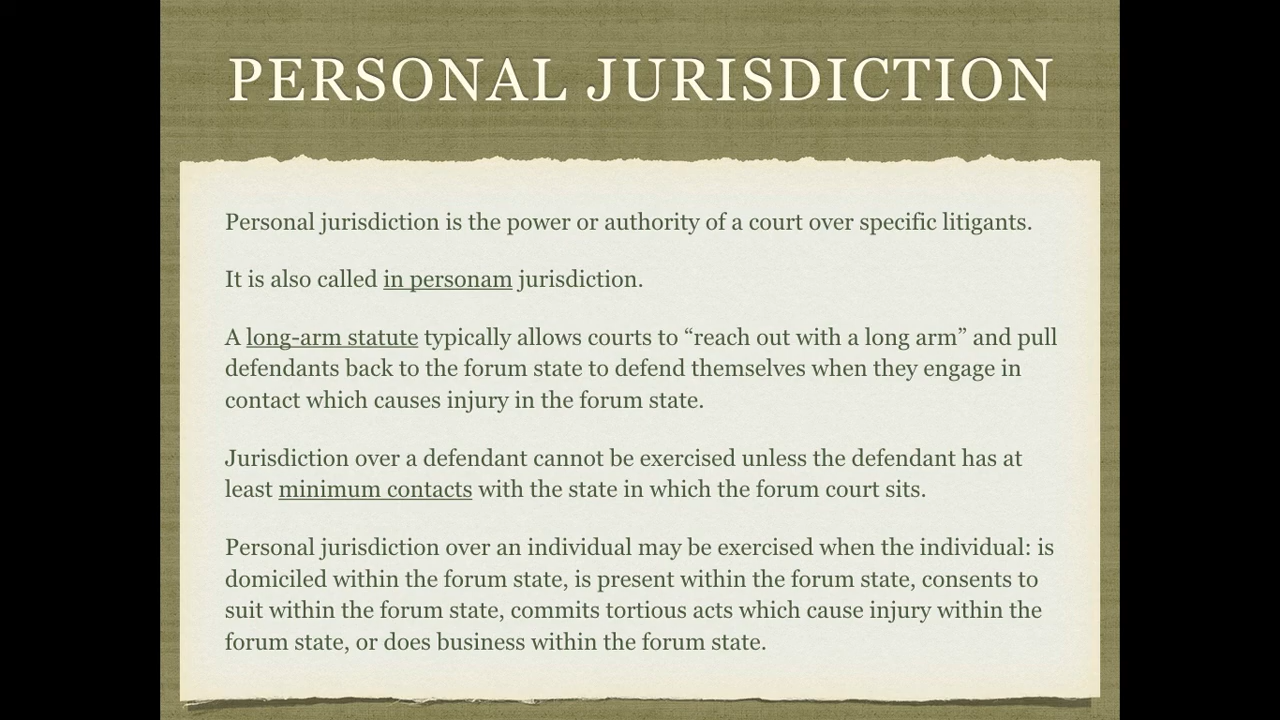 PERSONAL JURISDICTION
Personal jurisdiction is the power or authority of a court over specific litigants.
It is also called in personam jurisdiction.
A long-arm statute typically allows courts to “reach out with a long arm” and pull
defendants back to the forum state to defend themselves when they engage in
contact which causes injury in the forum state.
Jurisdiction over a defendant cannot be exercised unless the defendant has at
least minimum contacts with the state in which the forum court sits.
Personal jurisdiction over an individual may be exercised when the individual: is
domiciled within the forum state, is present within the forum state, consents to
suit within the forum state, commits tortious acts which cause injury within the
forum state, or does business within the forum state.